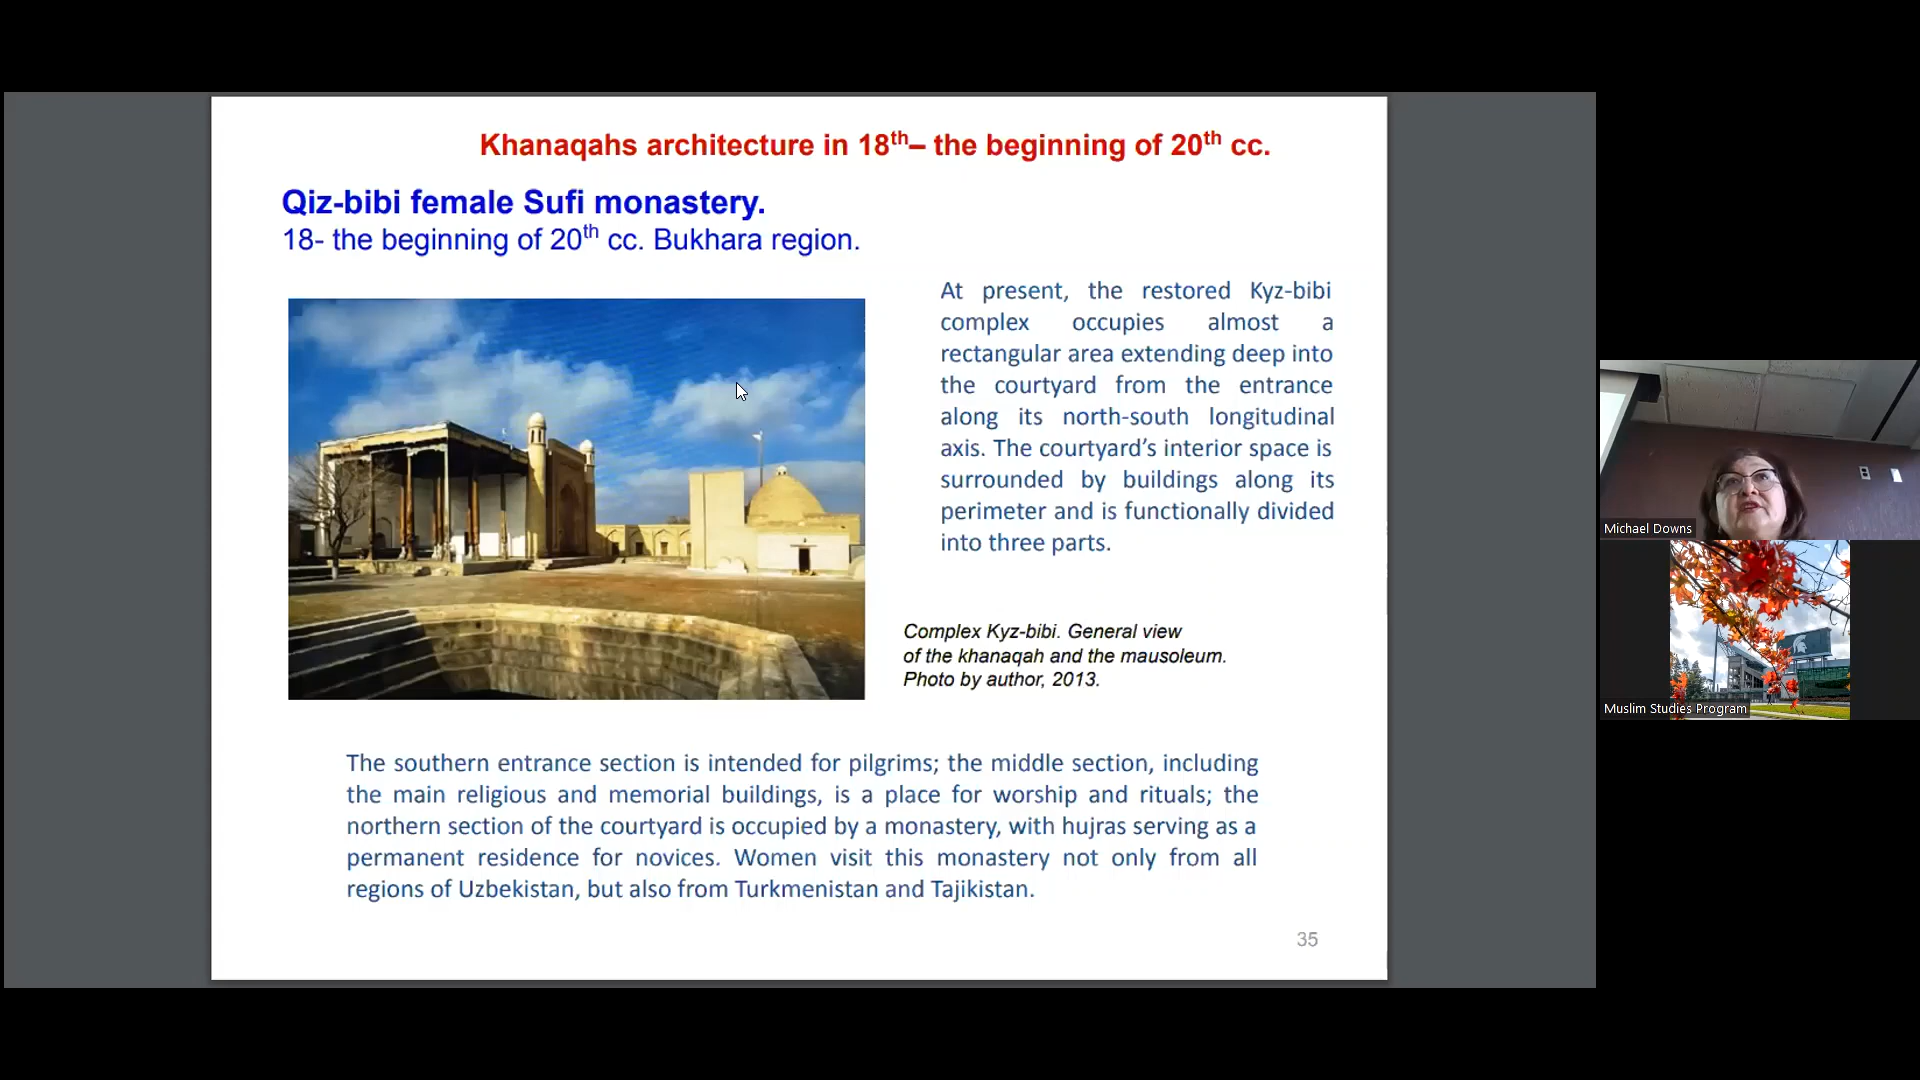 Khanaqahs architecture in 18th– the beginning of 20th cc.
Qiz-bibi female Sufi monastery.
18- the beginning of 20th cc. Bukhara region.
At present, the restored Kyz-bibi
complex occupies almost a
rectangular area extending deep into
the courtyard from the entrance
along its north-south longitudinal
axis. The courtyard’s interior space is
surrounded by buildings along its
perimeter and is functionally divided
into three parts.
Complex Kyz-bibi. General view
of the khanaqah and the mausoleum.
Photo by author, 2013.
The southern entrance section is intended for pilgrims; the middle section, including
the main religious and memorial buildings, is a place for worship and rituals; the
northern section of the courtyard is occupied by a monastery, with hujras serving as a
permanent residence for novices. Women visit this monastery not only from all
regions of Uzbekistan, but also from Turkmenistan and Tajikistan.
35
Michael Downs
Muslim Studies Program